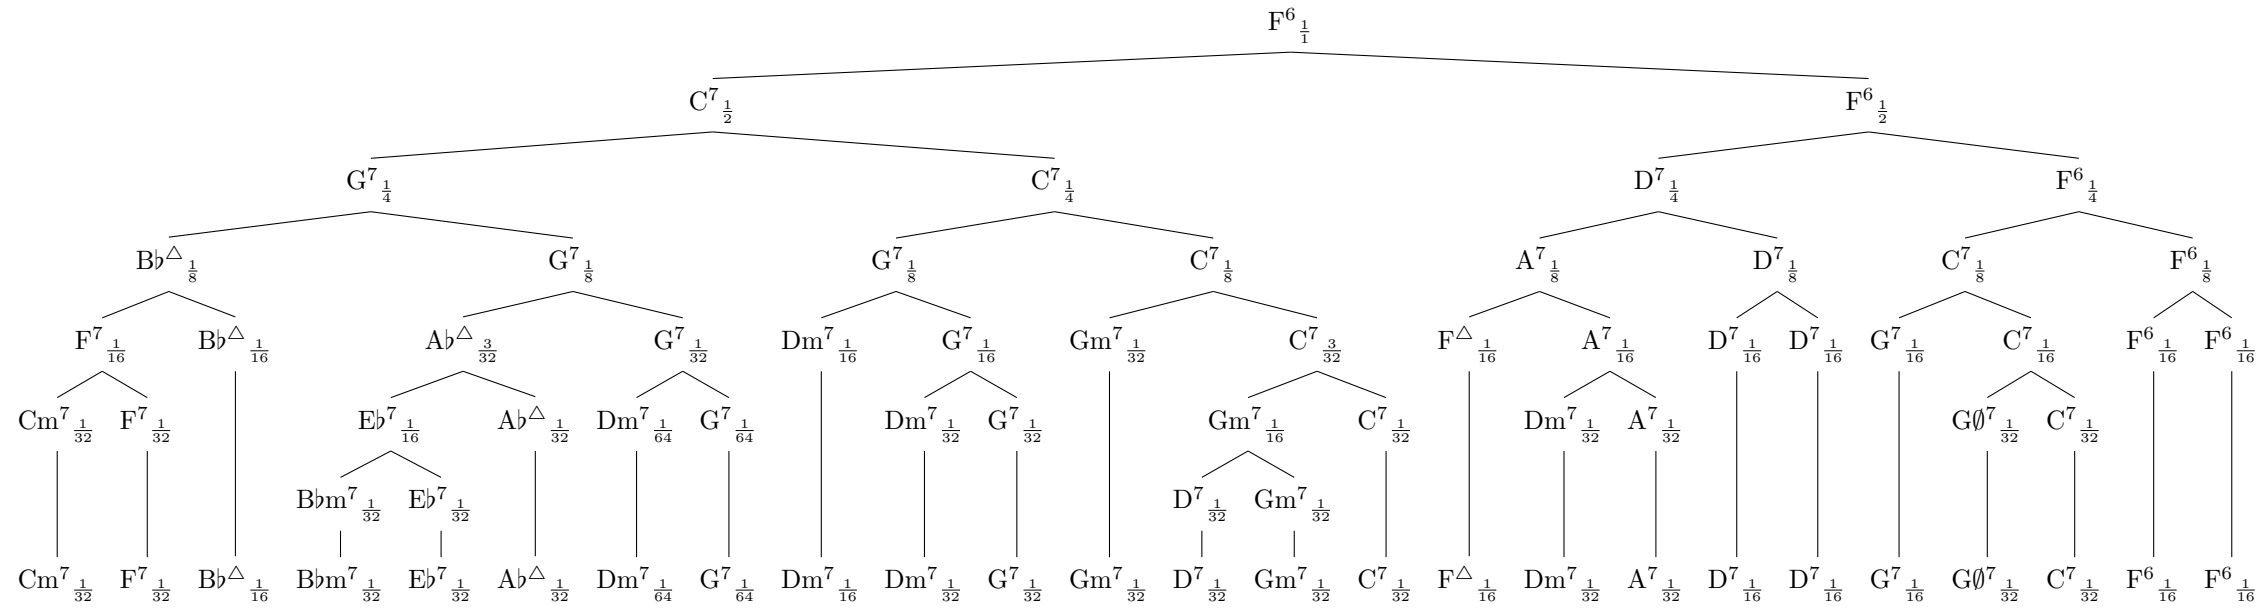 F⁶ 1/1
C⁷ 1/2 F⁶ 1/2
G⁷ 1/4 C⁷ 1/4 D⁷ 1/4 F⁶ 1/4
B♭△ 1/8 G⁷ 1/8 G⁷ 1/8 C⁷ 1/8 A⁷ 1/8 D⁷ 1/8 C⁷ 1/8 F⁶ 1/8
F⁷ 1/16 B♭△ 1/16 A♭△ 3/32 G⁷ 1/32 Dm⁷ 1/16 G⁷ 1/16 Gm⁷ 1/32 C⁷ 3/32 F△ 1/16 A⁷ 1/16 D⁷ 1/16 D⁷ 1/16 G⁷ 1/16 C⁷ 1/16 F⁶ 1/16 F⁶ 1/16
Cm⁷ 1/32 F⁷ 1/32 E♭⁷ 1/16 A♭△ 1/32 Dm⁷ 1/64 G⁷ 1/64 Dm⁷ 1/32 G⁷ 1/32 Gm⁷ 1/16 C⁷ 1/32 Dm⁷ 1/32 A⁷ 1/32 G∅⁷ 1/32 C⁷ 1/32
B♭m⁷ 1/32 E♭⁷ 1/32 D⁷ 1/32 Gm⁷ 1/32
Cm⁷ 1/32 F⁷ 1/32 B♭△ 1/16 B♭m⁷ 1/32 E♭⁷ 1/32 A♭△ 1/32 Dm⁷ 1/64 G⁷ 1/64 Dm⁷ 1/16 Dm⁷ 1/32 G⁷ 1/32 Gm⁷ 1/32 D⁷ 1/32 Gm⁷ 1/32 C⁷ 1/32 F△ 1/16 Dm⁷ 1/32 A⁷ 1/32 D⁷ 1/16 D⁷ 1/16 G⁷ 1/16 G∅⁷ 1/32 C⁷ 1/32 F⁶ 1/16 F⁶ 1/16